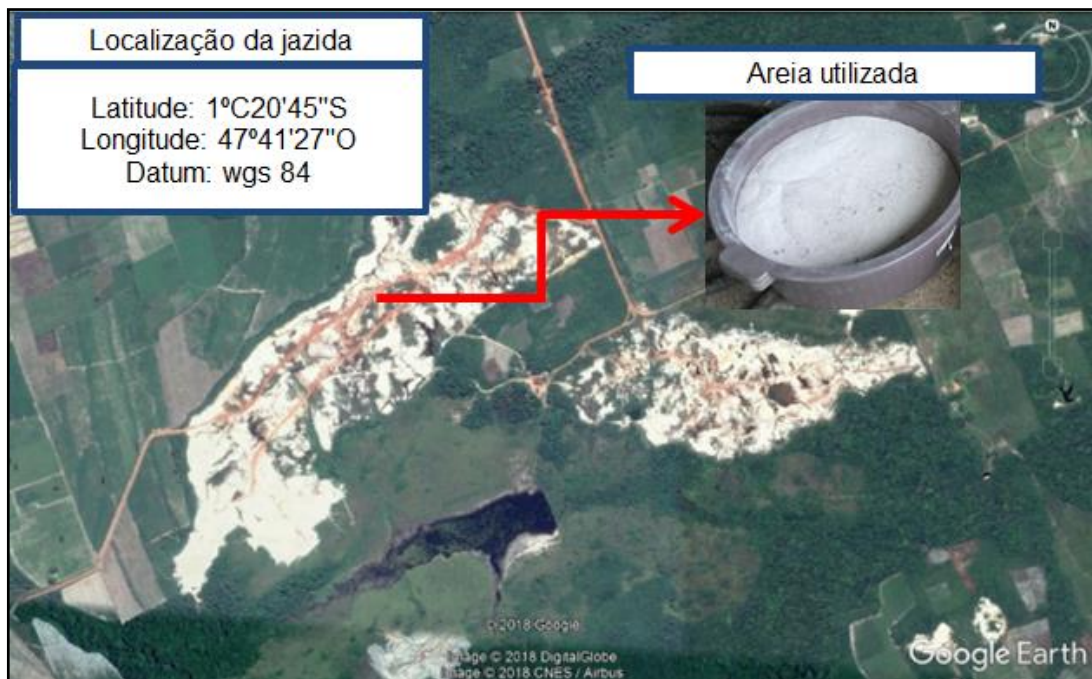 Localização da jazida
Latitude: 1ºC20'45"S
Longitude: 47º41'27"O
Datum: wgs 84
Areia utilizada
N
© 2018 Google
Image © 2018 DigitalGlobe
Image © 2018 CNES / Airbus
Google Earth